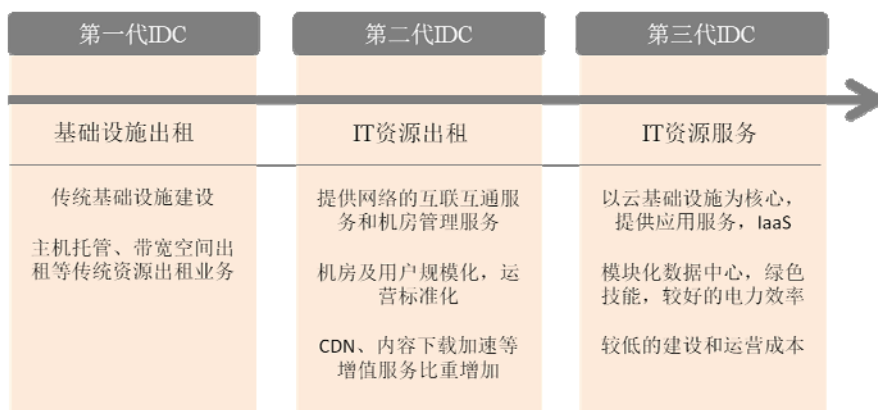 第一代IDC
基础设施出租
传统基础设施建设
主机托管、带宽空间出
租等传统资源出租业务
第二代IDC
IT资源出租
提供网络的互联互通服
务和机房管理服务
机房及用户规模化，运
营标准化
CDN、内容下载加速等
增值服务比重增加
第三代IDC
IT资源服务
以云基础设施为核心，
提供应用服务，IaaS
模块化数据中心，绿色
技能，较好的电力效率
较低的建设和运营成本